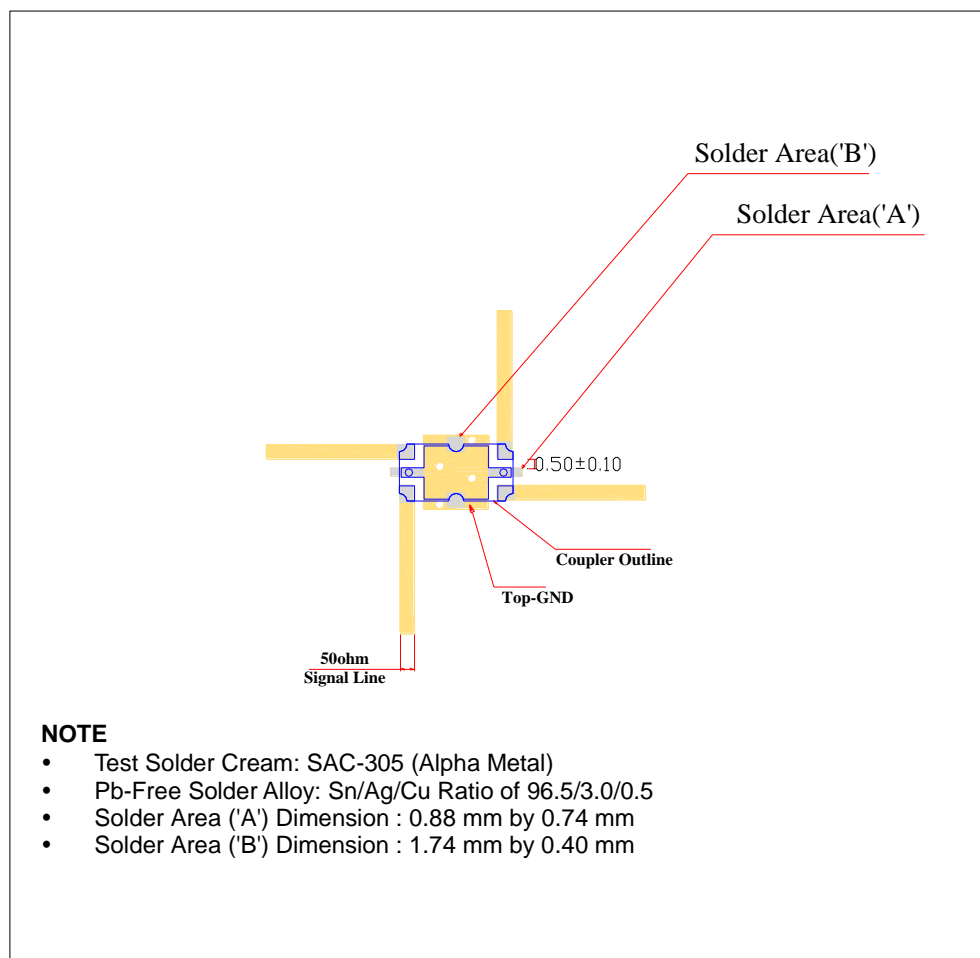 Solder Area('B')
Solder Area('A')
0.50±0.10
Coupler Outline
Top-GND
50ohm
Signal Line
NOTE
• Test Solder Cream: SAC-305 (Alpha Metal)
• Pb-Free Solder Alloy: Sn/Ag/Cu Ratio of 96.5/3.0/0.5
• Solder Area ('A') Dimension : 0.88 mm by 0.74 mm
• Solder Area ('B') Dimension : 1.74 mm by 0.40 mm